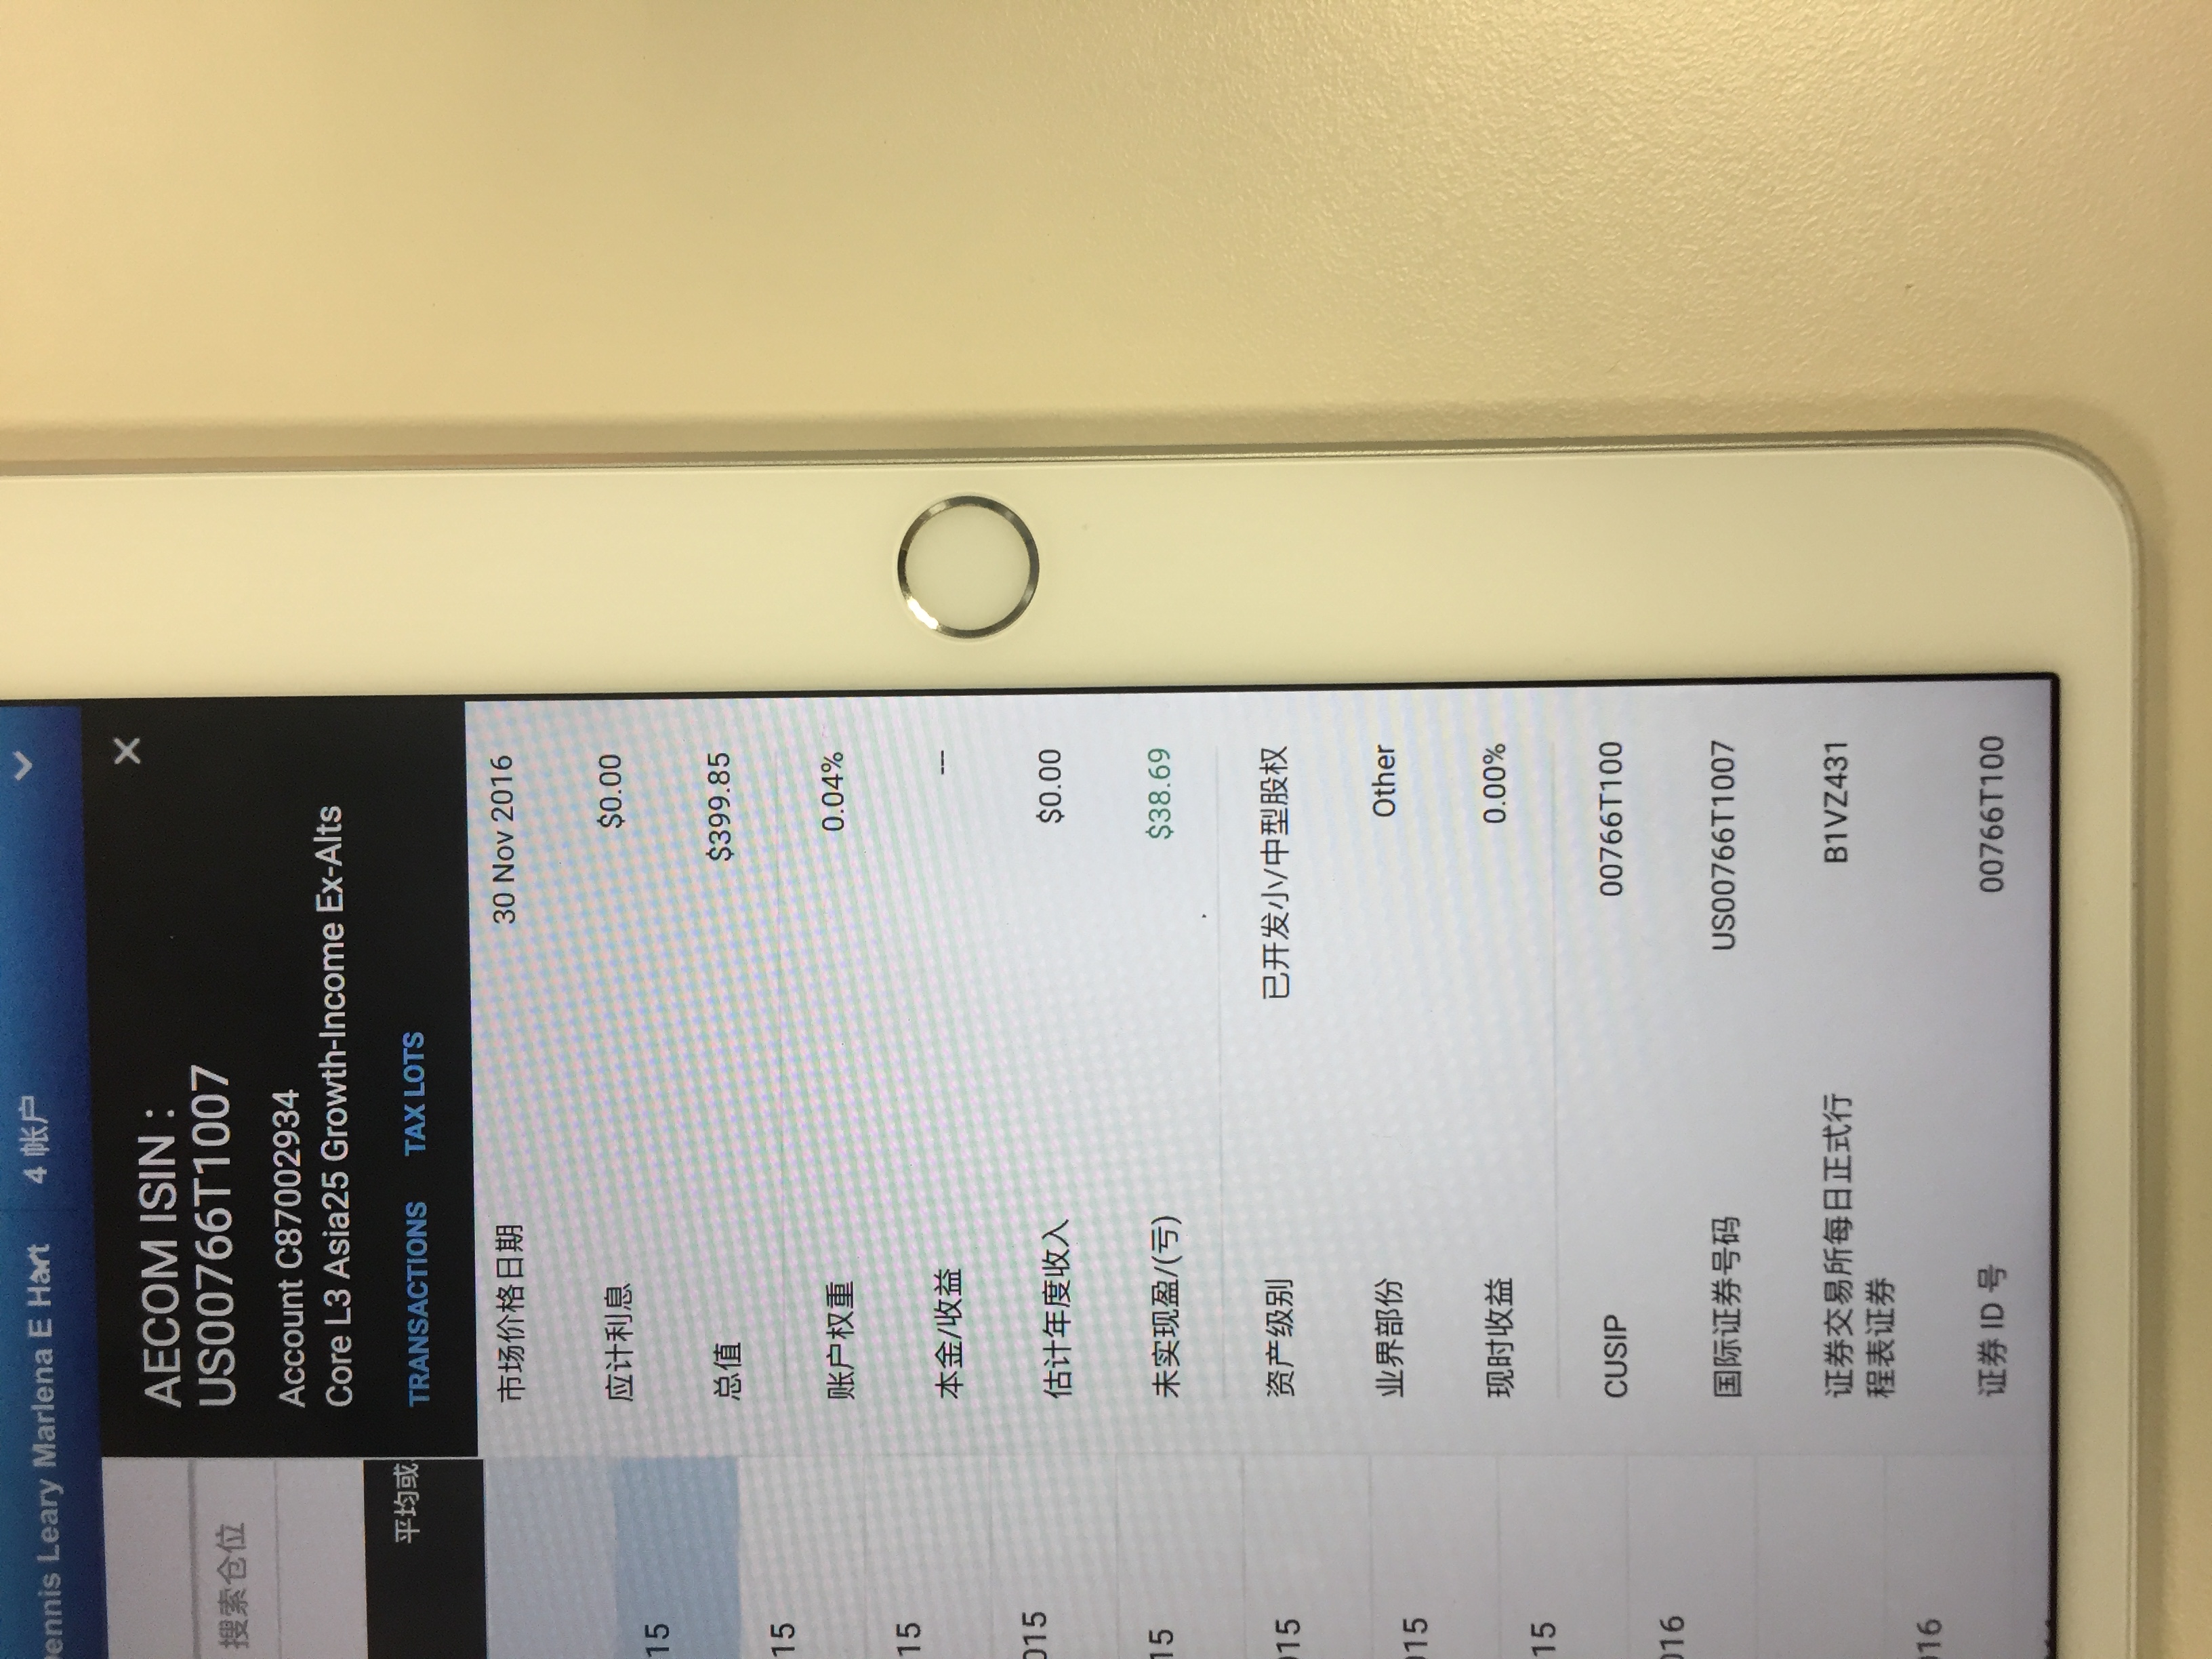 Leary Marlena E Hart 4 帐户
搜索仓位
平均或
15
15
15
015
15
015
015
15
016
016
AECOM ISIN :
US00766T1007
Account C87002934
Core L3 Asia25 Growth-Income Ex-Alts
TRANSACTIONS TAX LOTS
市场价格日期 30 Nov 2016
应计利息 $0.00
总值 $399.85
账户权重 0.04%
本金/收益 ---
估计年度收入 $0.00
未实现盈/(亏) $38.69
资产级别 已开发小/中型股权
业界部份 Other
现时收益 0.00%
CUSIP 00766T100
国际证券号码 US00766T1007
证券交易所每日正式行 B1VZ431
程表证券
证券 ID 号 00766T100